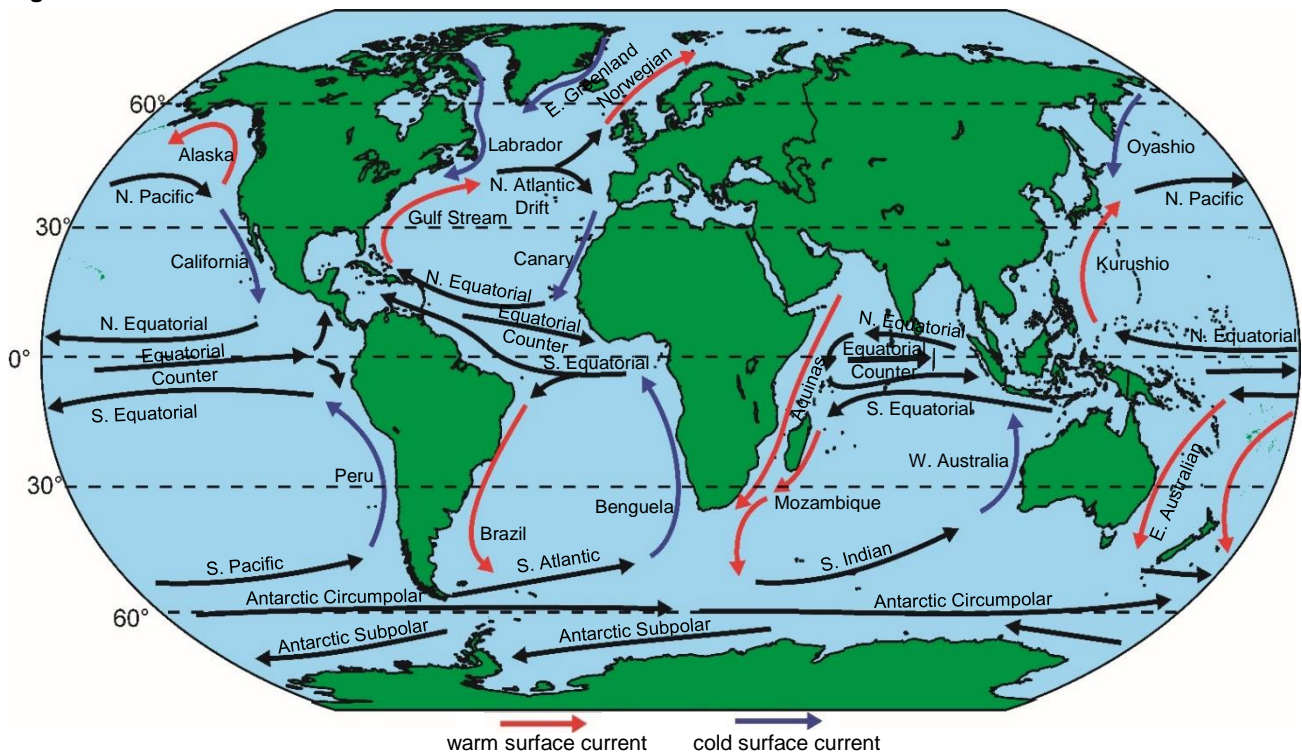 60°
E. Greenland
Norwegian
Alaska
Labrador
Oyashio
N. Pacific
N. Atlantic
Drift
N. Pacific
Gulf Stream
30°
California
Canary
Kurushio
N. Equatorial
N. Equatorial
Equatorial
Counter
N. Equatorial
N. Equatorial
0°
Equatorial
Counter
S. Equatorial
Equatorial
Counter
Aquinas
S. Equatorial
S. Equatorial
Peru
W. Australia
30°
Benguela
Mozambique
E. Australian
Brazil
S. Pacific
S. Atlantic
S. Indian
Antarctic Circumpolar
Antarctic Circumpolar
60°
Antarctic Subpolar
Antarctic Subpolar
warm surface current
cold surface current